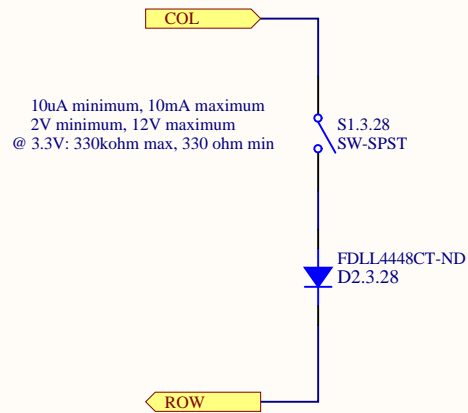 COL
10uA minimum, 10mA maximum
2V minimum, 12V maximum
@ 3.3V: 330kohm max, 330 ohm min
S1.3.28
SW-SPST
FDLL4448CT-ND
D2.3.28
ROW